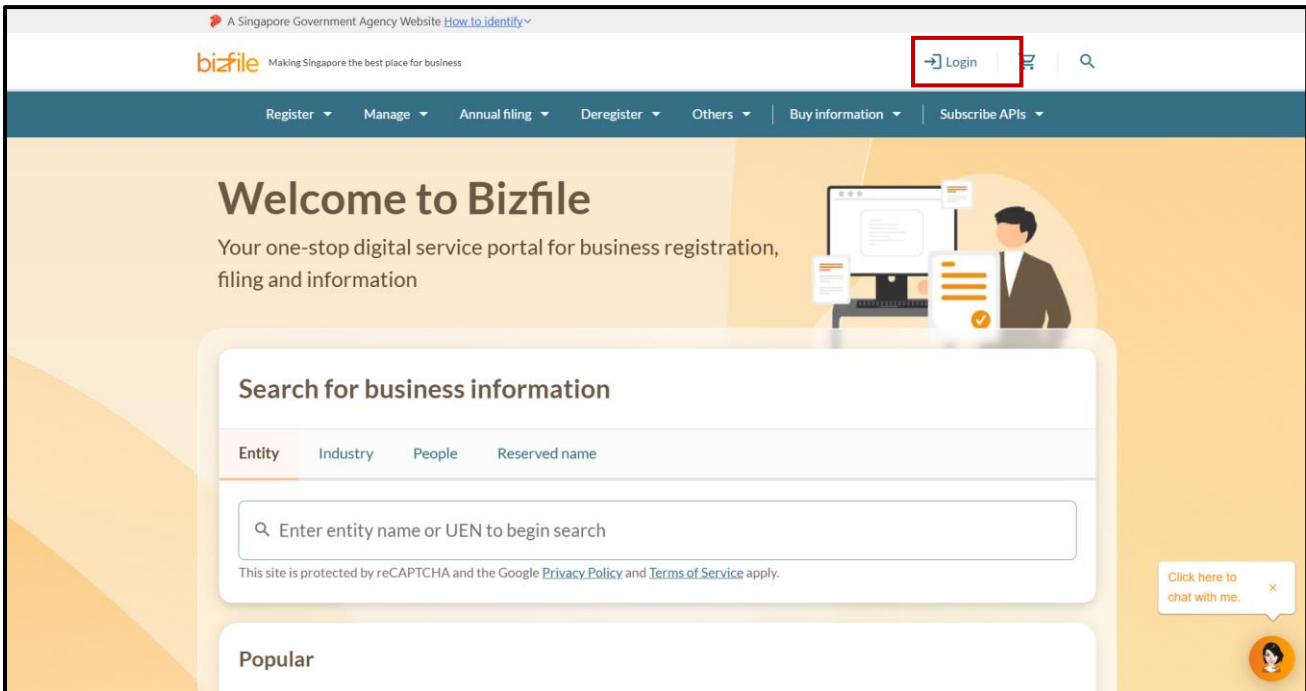 A Singapore Government Agency Website How to identify
bizfile Making Singapore the best place for business
Login
Register Manage Annual filing Deregister Others Buy information Subscribe APIs
Welcome to Bizfile
Your one-stop digital service portal for business registration,
filing and information
Search for business information
Entity Industry People Reserved name
Enter entity name or UEN to begin search
This site is protected by reCAPTCHA and the Google Privacy Policy and Terms of Service apply.
Click here to
chat with me.
Popular